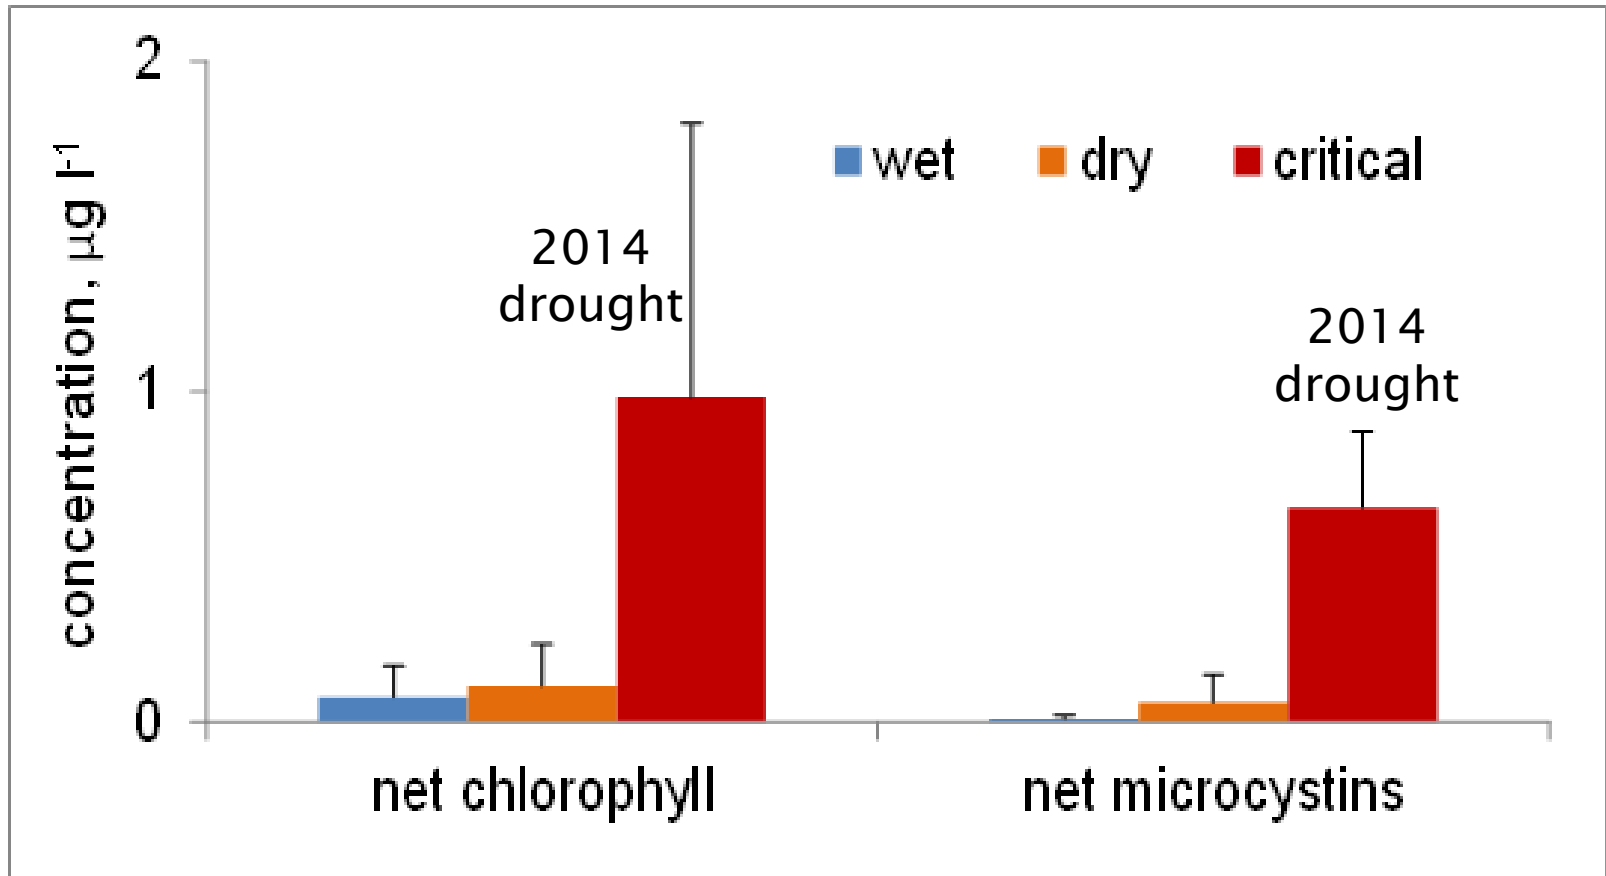 2
wet dry critical
2014
drought
2014
drought
1
0
concentration, µg l-1
net chlorophyll net microcystins